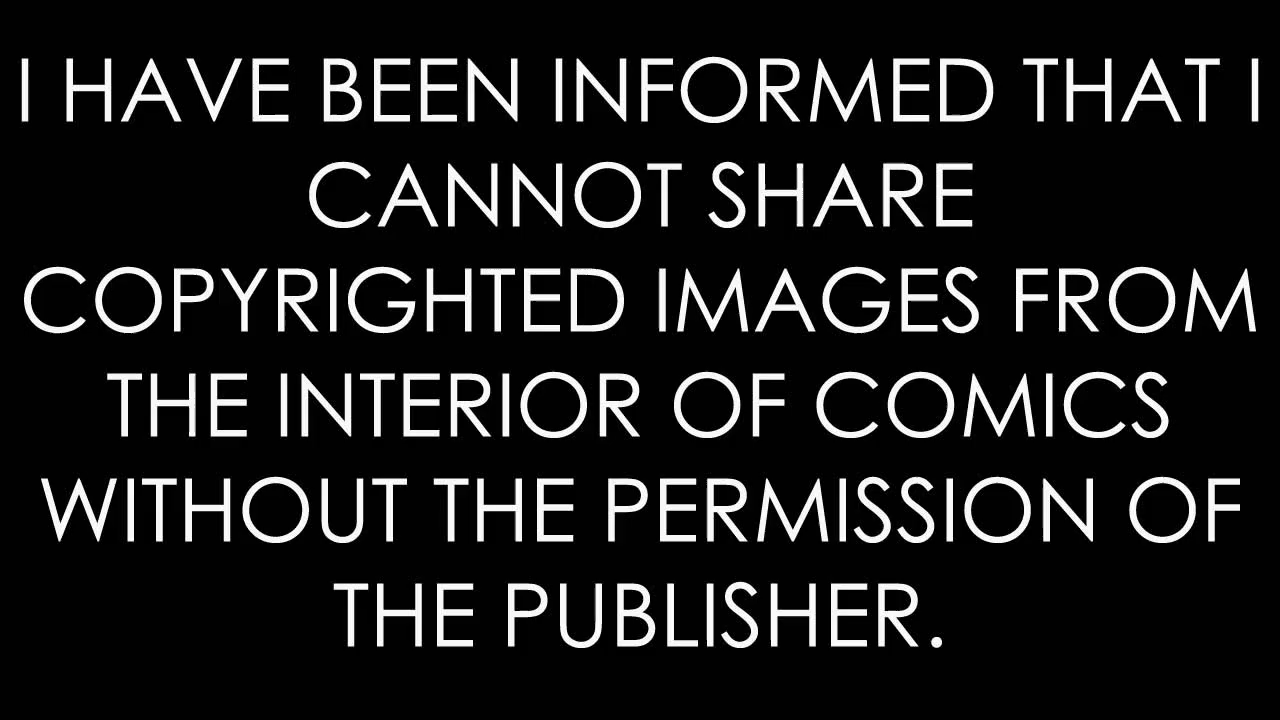 I HAVE BEEN INFORMED THAT I
CANNOT SHARE
COPYRIGHTED IMAGES FROM
THE INTERIOR OF COMICS
WITHOUT THE PERMISSION OF
THE PUBLISHER.